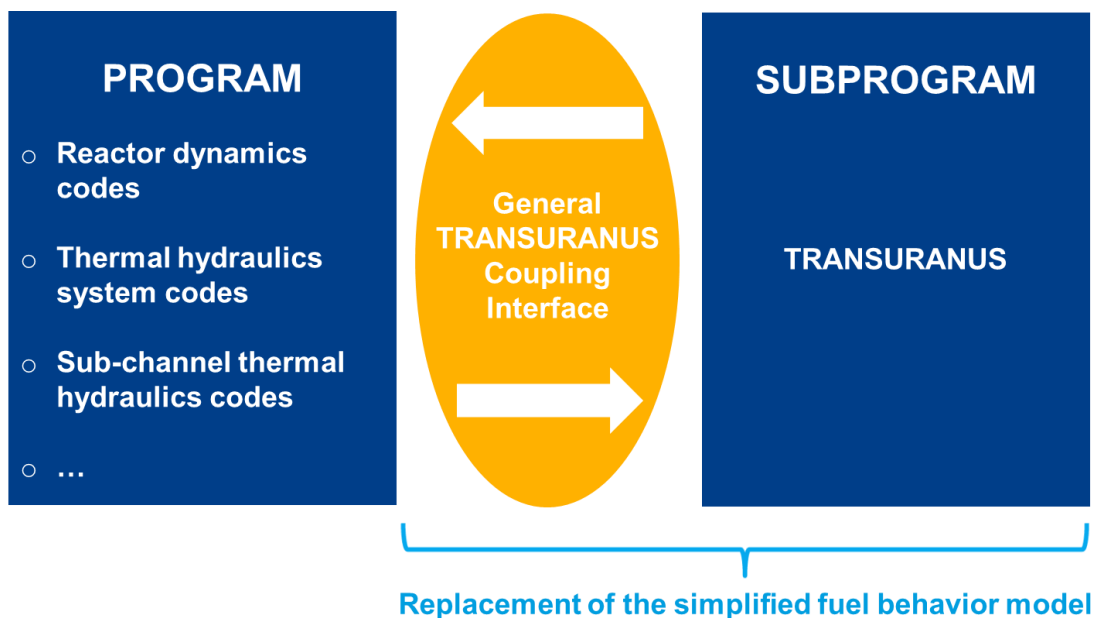 PROGRAM
○ Reactor dynamics
codes
○ Thermal hydraulics
system codes
○ Sub-channel thermal
hydraulics codes
○ …
General
TRANSURANUS
Coupling
Interface
SUBPROGRAM
TRANSURANUS
Replacement of the simplified fuel behavior model